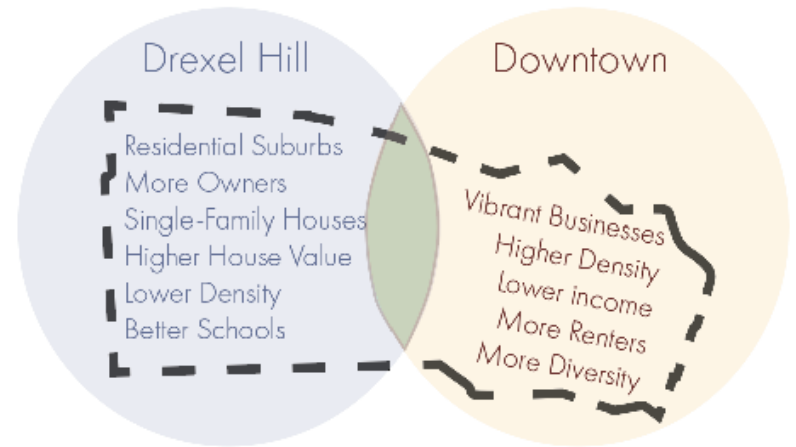 Drexel Hill
Residential Suburbs
More Owners
Single-Family Houses
Higher House Value
Lower Density
Better Schools
Downtown
Vibrant Businesses
Higher Density
Lower income
More Renters
More Diversity